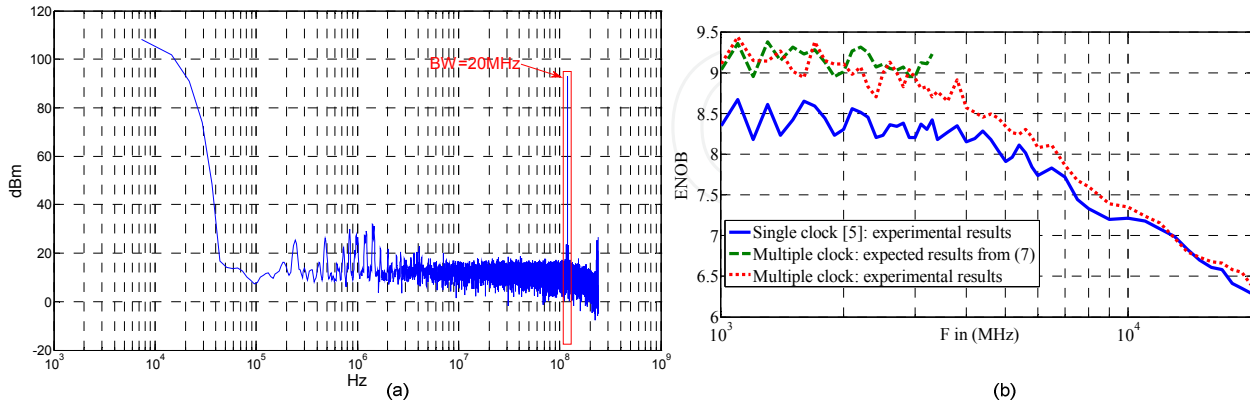 120
100
80
60
40
20
0
-20
dBm
BW=20MHz
10^3
10^4
10^5
10^6
10^7
10^8
10^9
Hz
(a)
9.5
9
8.5
8
7.5
7
6.5
6
ENOB
Single clock [5]: experimental results
Multiple clock: expected results from (7)
Multiple clock: experimental results
10^3
10^4
F in (MHz)
(b)